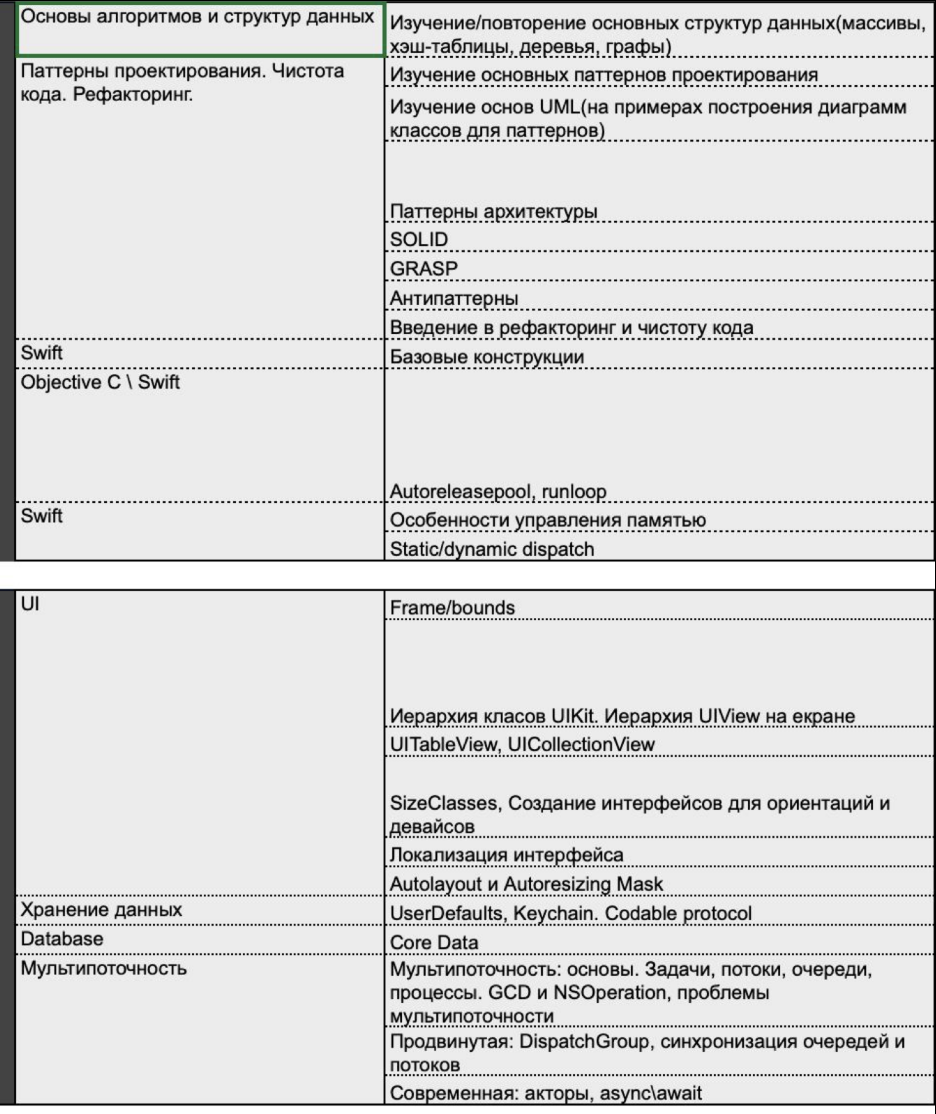 Основы алгоритмов и структур данных
Изучение/повторение основных структур данных(массивы,
хэш-таблицы, деревья, графы)
Паттерны проектирования. Чистота
кода. Рефакторинг.
Изучение основных паттернов проектирования
Изучение основ UML(на примерах построения диаграмм
классов для паттернов)
Паттерны архитектуры
SOLID
GRASP
Антипаттерны
Введение в рефакторинг и чистоту кода
Swift
Базовые конструкции
Objective C \ Swift
Autoreleasepool, runloop
Swift
Особенности управления памятью
Static/dynamic dispatch
UI
Frame/bounds
Иерархия класов UIKit. Иерархия UIView на екране
UITableView, UICollectionView
SizeClasses, Создание интерфейсов для ориентаций и
девайсов
Локализация интерфейса
Autolayout и Autoresizing Mask
Хранение данных
UserDefaults, Keychain. Codable protocol
Database
Core Data
Мультипоточность
Мультипоточность: основы. Задачи, потоки, очереди,
процессы. GCD и NSOperation, проблемы
мультипоточности
Продвинутая: DispatchGroup, синхронизация очередей и
потоков
Современная: акторы, async\await